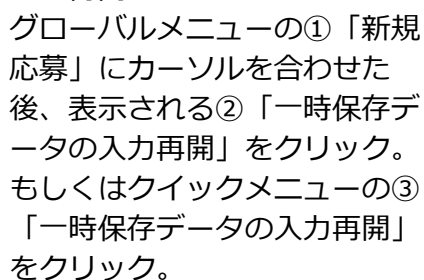 グローバルメニューの①「新規
応募」にカーソルを合わせた
後、表示される②「一時保存デ
ータの入力再開」をクリック。
もしくはクイックメニューの③
「一時保存データの入力再開」
をクリック。